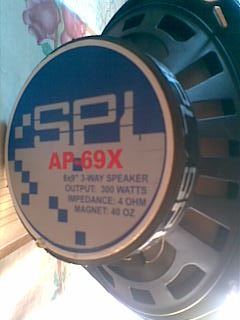 SPL
AP-69X
6x9" 3-WAY SPEAKER
OUTPUT: 300 WATTS
IMPEDANCE: 4 OHM
MAGNET: 40 OZ